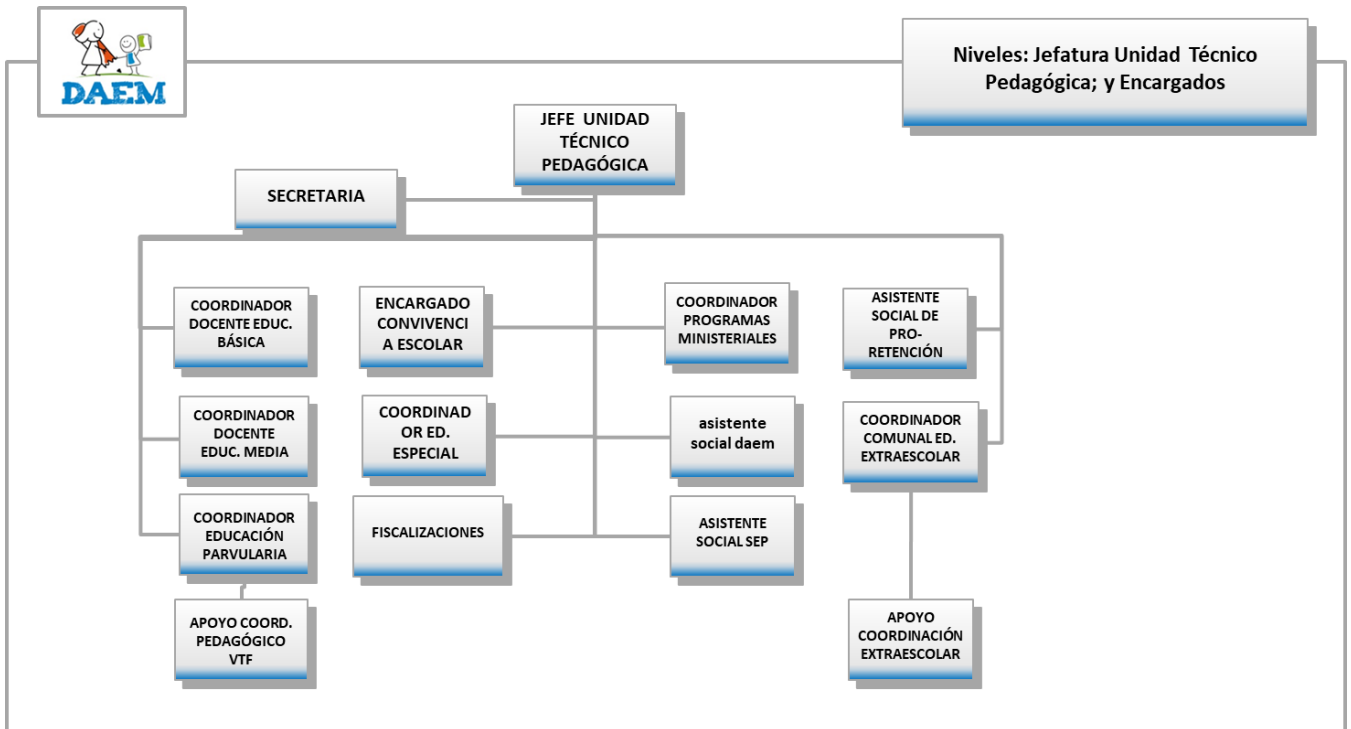 DAEM
Niveles: Jefatura Unidad Técnico
Pedagógica; y Encargados
JEFE UNIDAD
TÉCNICO
PEDAGÓGICA
SECRETARIA
COORDINADOR
DOCENTE EDUC.
BÁSICA
ENCARGADO
CONVIVENCI
A ESCOLAR
COORDINADOR
PROGRAMAS
MINISTERIALES
ASISTENTE
SOCIAL DE
PRO-
RETENCIÓN
COORDINADOR
DOCENTE
EDUC. MEDIA
COORDINAD
OR ED.
ESPECIAL
asistente
social daem
COORDINADOR
COMUNAL ED.
EXTRAESCOLAR
COORDINADOR
EDUCACIÓN
PARVULARIA
FISCALIZACIONES
ASISTENTE
SOCIAL SEP
APOYO COORD.
PEDAGÓGICO
VTF
APOYO
COORDINACIÓN
EXTRAESCOLAR